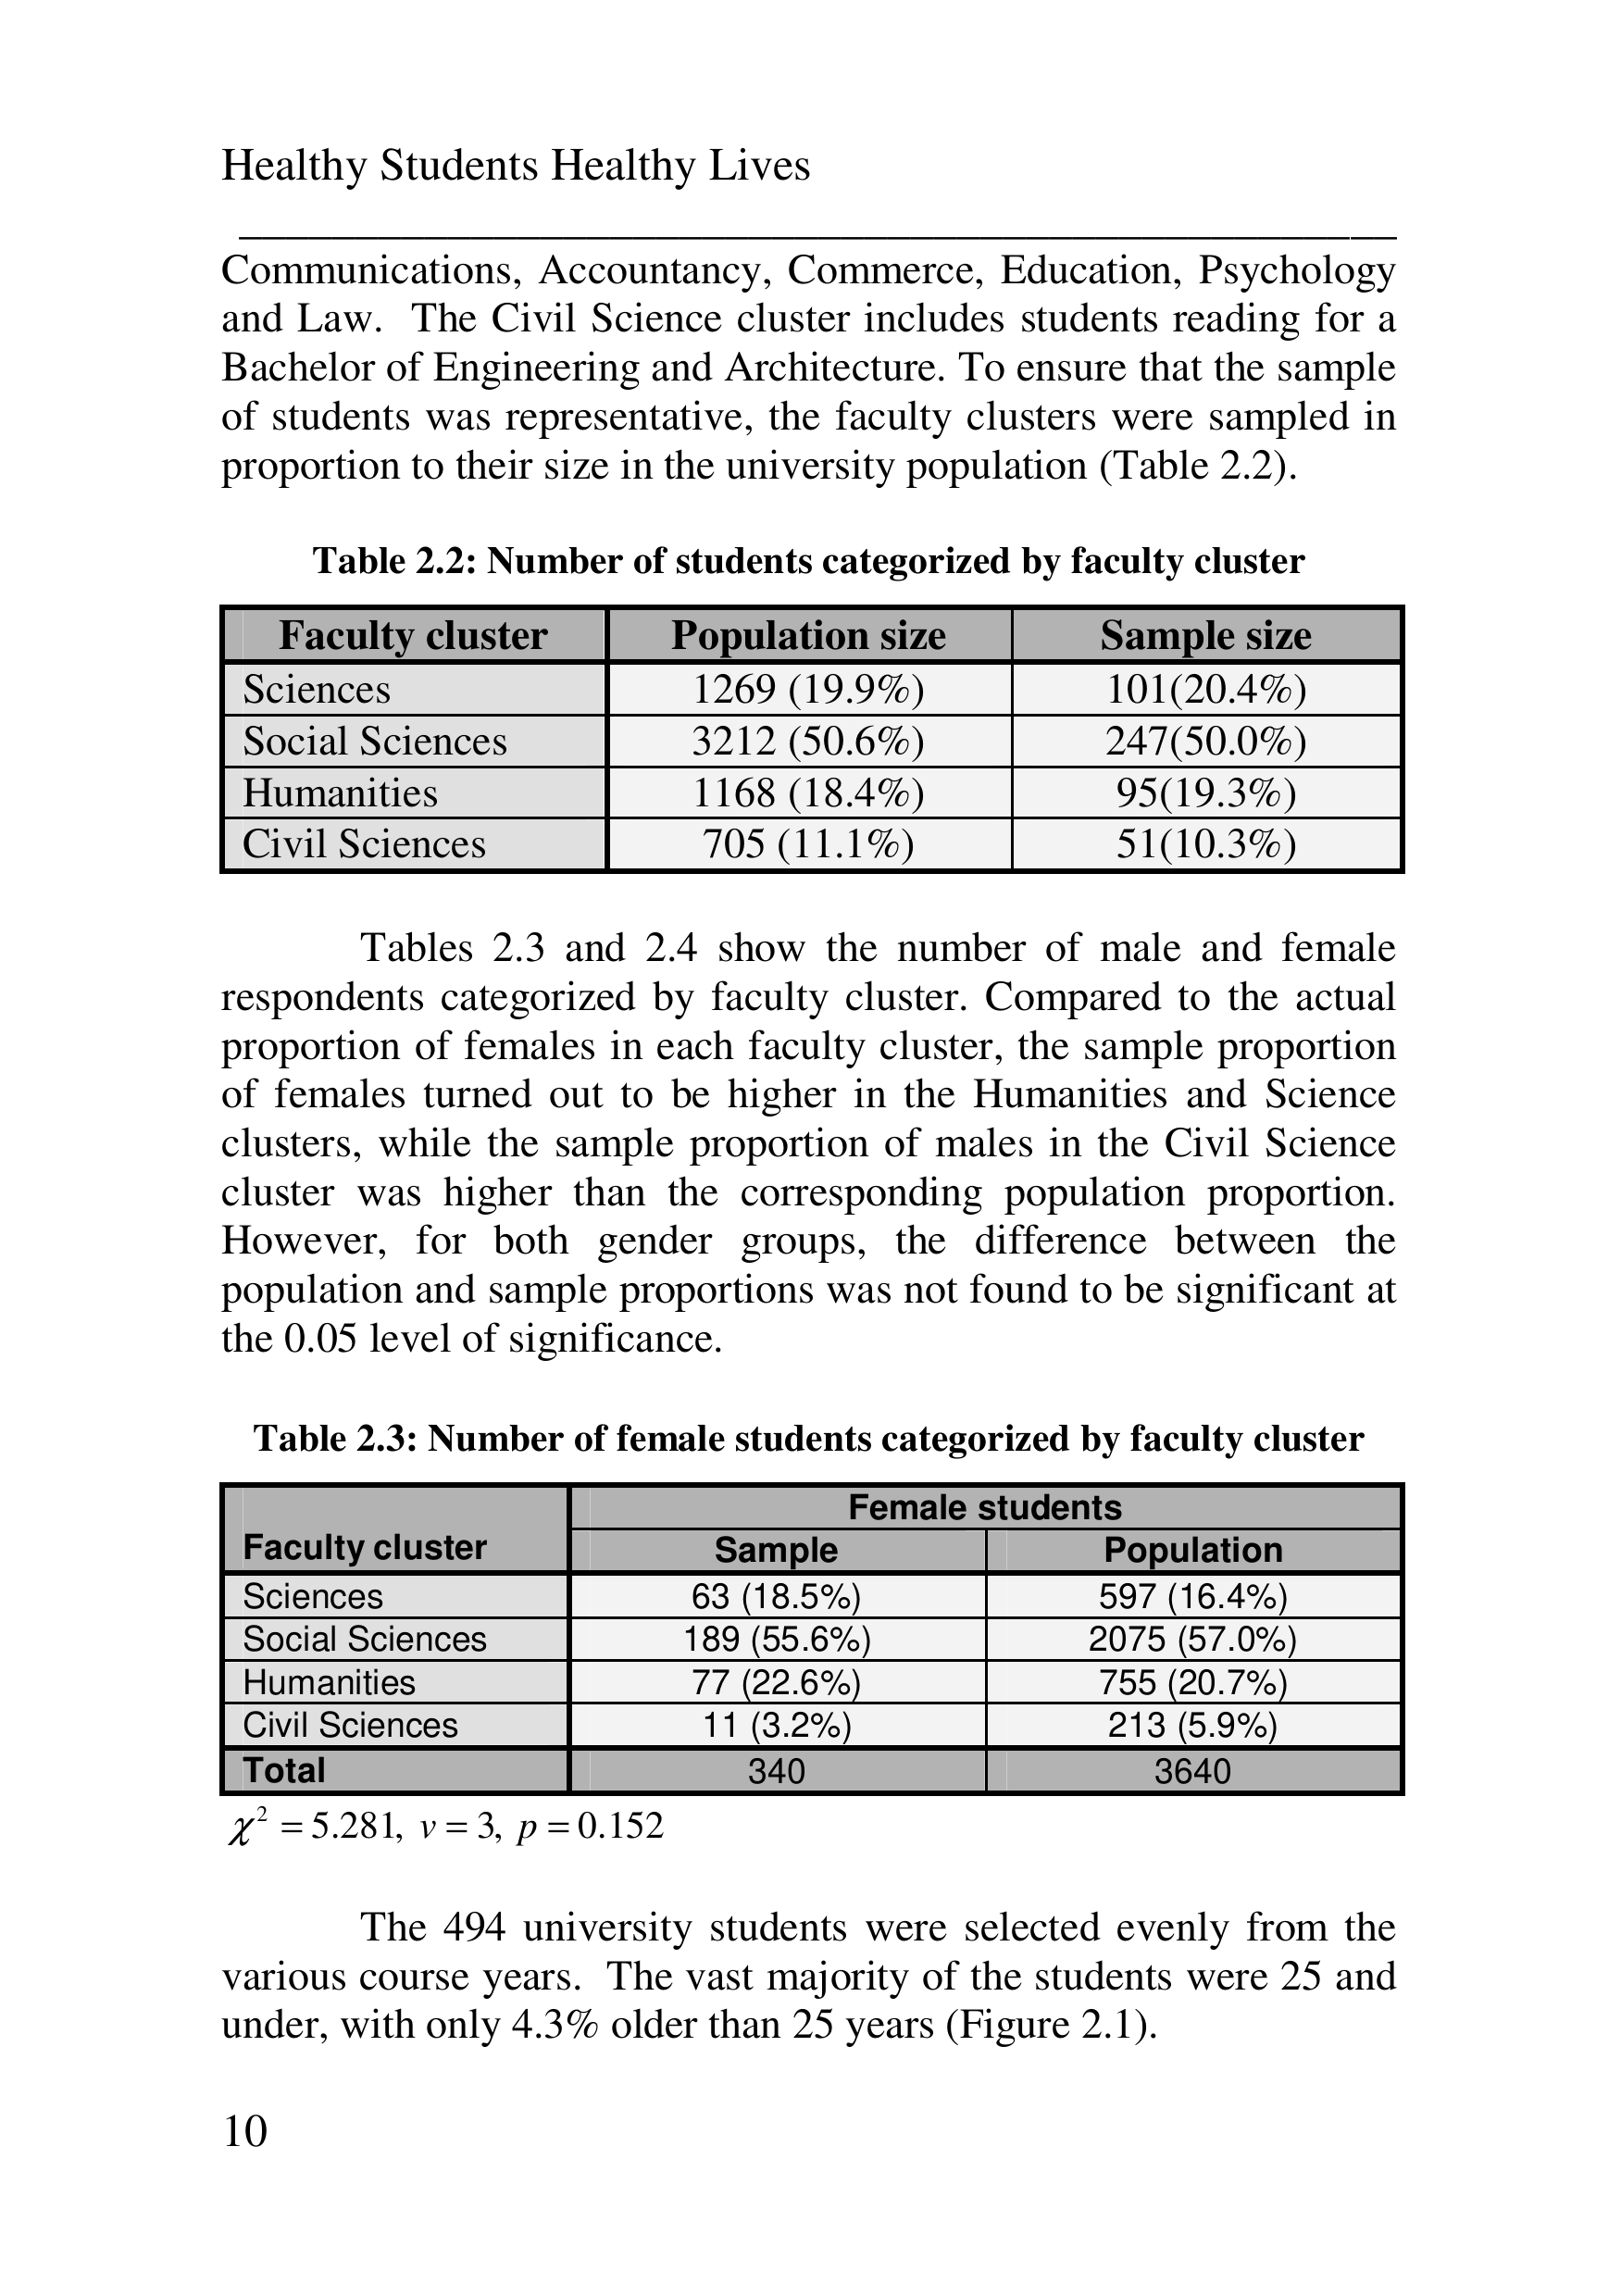 Healthy Students Healthy Lives
Communications, Accountancy, Commerce, Education, Psychology
and Law. The Civil Science cluster includes students reading for a
Bachelor of Engineering and Architecture. To ensure that the sample
of students was representative, the faculty clusters were sampled in
proportion to their size in the university population (Table 2.2).
Table 2.2: Number of students categorized by faculty cluster
Faculty cluster Population size Sample size
Sciences 1269 (19.9%) 101(20.4%)
Social Sciences 3212 (50.6%) 247(50.0%)
Humanities 1168 (18.4%) 95(19.3%)
Civil Sciences 705 (11.1%) 51(10.3%)
Tables 2.3 and 2.4 show the number of male and female
respondents categorized by faculty cluster. Compared to the actual
proportion of females in each faculty cluster, the sample proportion
of females turned out to be higher in the Humanities and Science
clusters, while the sample proportion of males in the Civil Science
cluster was higher than the corresponding population proportion.
However, for both gender groups, the difference between the
population and sample proportions was not found to be significant at
the 0.05 level of significance.
Table 2.3: Number of female students categorized by faculty cluster
Female students
Faculty cluster Sample Population
Sciences 63 (18.5%) 597 (16.4%)
Social Sciences 189 (55.6%) 2075 (57.0%)
Humanities 77 (22.6%) 755 (20.7%)
Civil Sciences 11 (3.2%) 213 (5.9%)
Total 340 3640
χ² = 5.281, ν = 3, p = 0.152
The 494 university students were selected evenly from the
various course years. The vast majority of the students were 25 and
under, with only 4.3% older than 25 years (Figure 2.1).
10